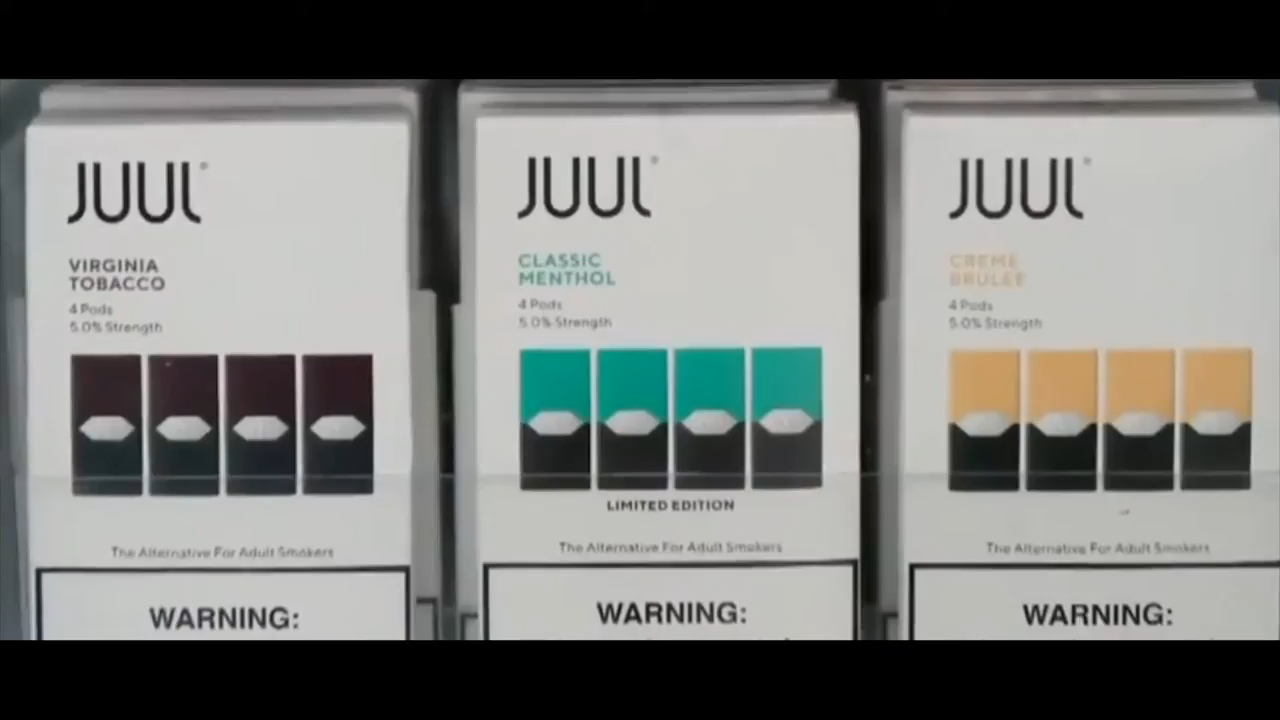 JUUL
VIRGINIA
TOBACCO
4 Pods
5.0% Strength
The Alternative For Adult Smokers
WARNING:
JUUL
CLASSIC
MENTHOL
4 Pods
5.0% Strength
LIMITED EDITION
The Alternative For Adult Smokers
WARNING:
JUUL
CREME
BRULEE
4 Pods
5.0% Strength
The Alternative For Adult Smokers
WARNING: